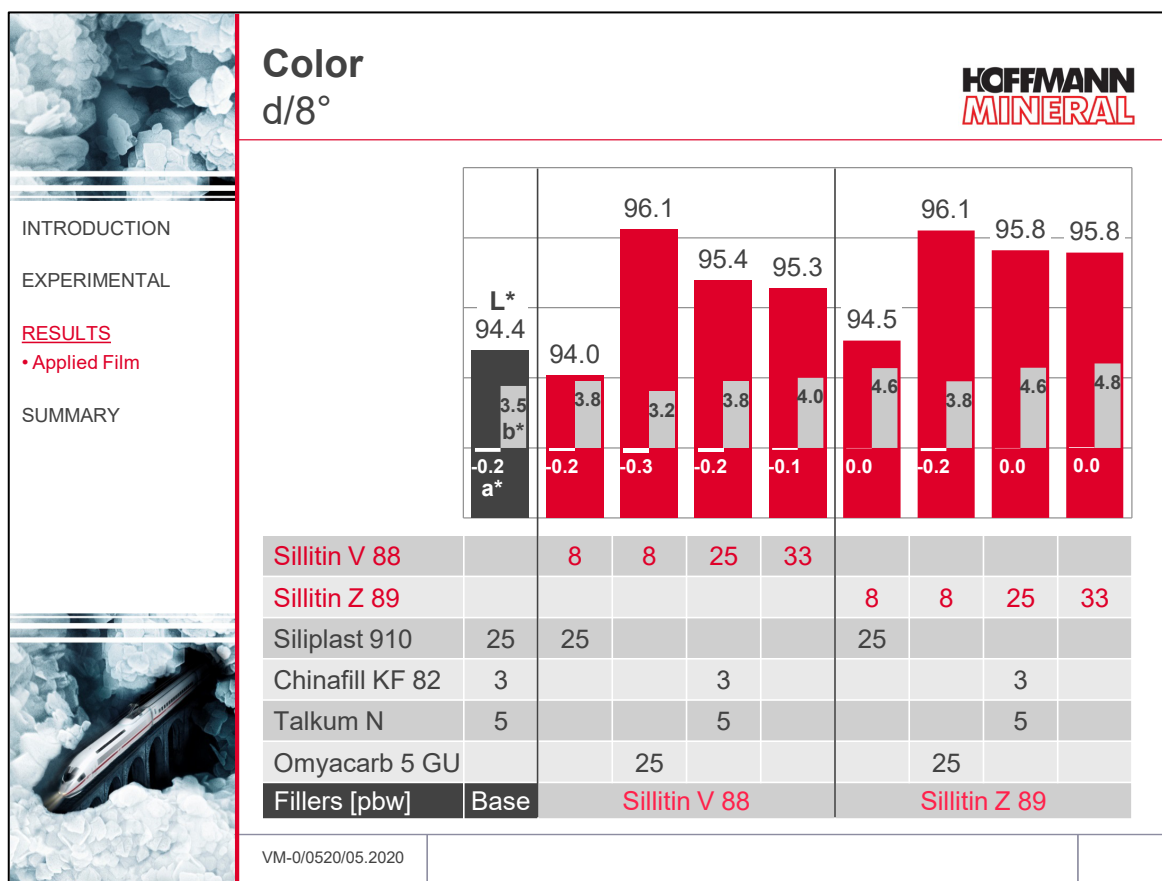 Color
d/8°
HOFFMANN
MINERAL
INTRODUCTION
EXPERIMENTAL
RESULTS
• Applied Film
SUMMARY
L*
94.4 94.0 96.1 95.4 95.3 94.5 96.1 95.8 95.8
3.5 3.8 3.2 3.8 4.0 4.6 3.8 4.6 4.8
b*
-0.2 -0.2 -0.3 -0.2 -0.1 0.0 -0.2 0.0 0.0
a*
Sillitin V 88 8 8 25 33
Sillitin Z 89 8 8 25 33
Siliplast 910 25 25 25
Chinafill KF 82 3 3 3
Talkum N 5 5 5
Omyacarb 5 GU 25 25
Fillers [pbw] Base Sillitin V 88 Sillitin Z 89
VM-0/0520/05.2020